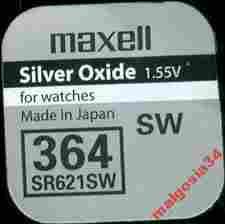 maxell
Silver Oxide 1.55V
for watches
Made In Japan
SW
364
SR621SW
malgosia34